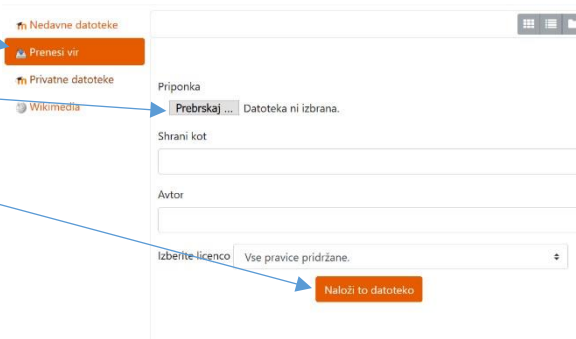 Nedavne datoteke
Prenesi vir
Privatne datoteke
Wikimedia
Priponka
Prebrskaj ... Datoteka ni izbrana.
Shrani kot
Avtor
Izberite licenco Vse pravice pridržane.
Naloži to datoteko